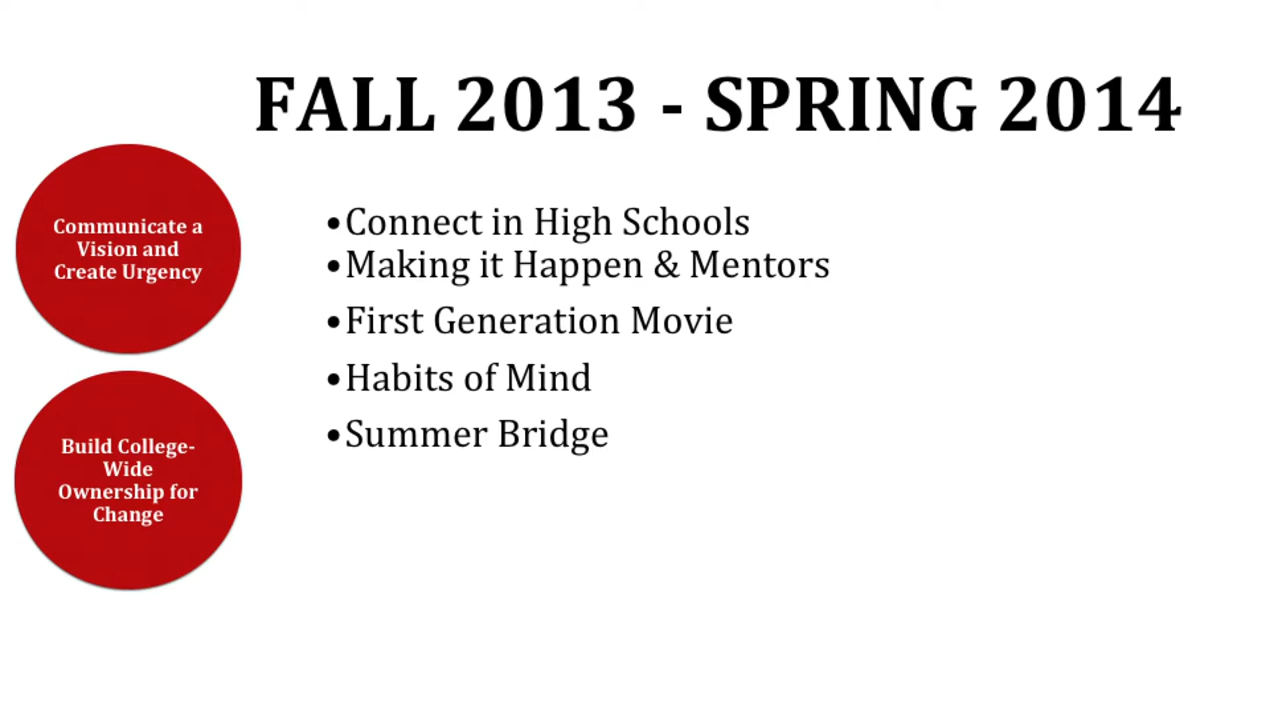 FALL 2013 - SPRING 2014
Communicate a
Vision and
Create Urgency
•Connect in High Schools
•Making it Happen & Mentors
•First Generation Movie
•Habits of Mind
•Summer Bridge
Build College-
Wide
Ownership for
Change